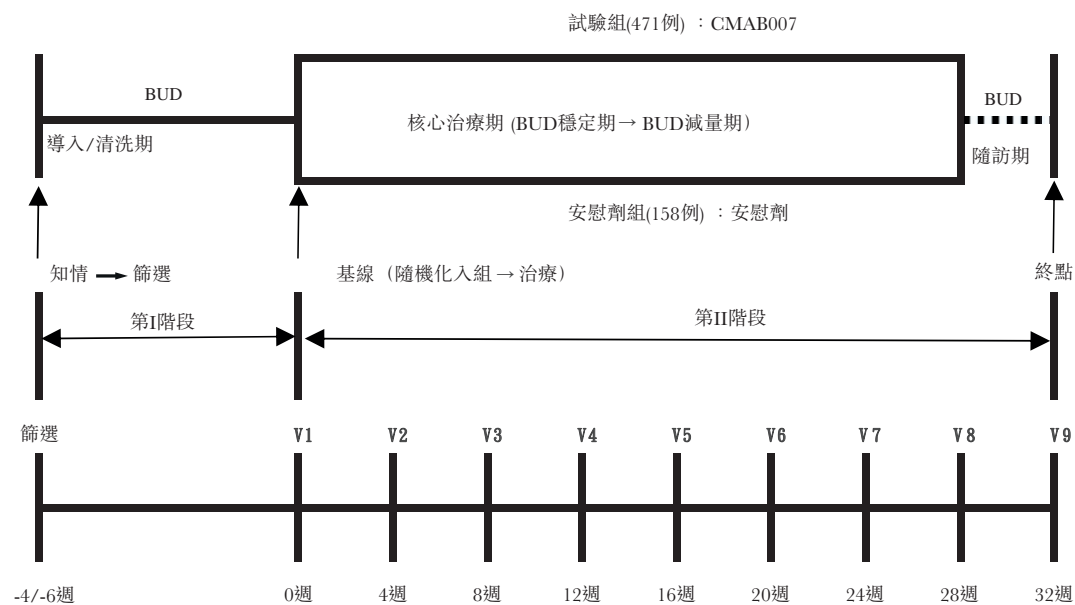 試驗組(471例) ：CMAB007
BUD
BUD
核心治療期 (BUD穩定期→ BUD減量期）
導入/清洗期
隨訪期
安慰劑組(158例) ：安慰劑
知情 → 篩選
基線（隨機化入組 → 治療）
終點
第I階段
第II階段
篩選 V1 V2 V3 V4 V5 V6 V7 V8 V9
-4/-6週 0週 4週 8週 12週 16週 20週 24週 28週 32週